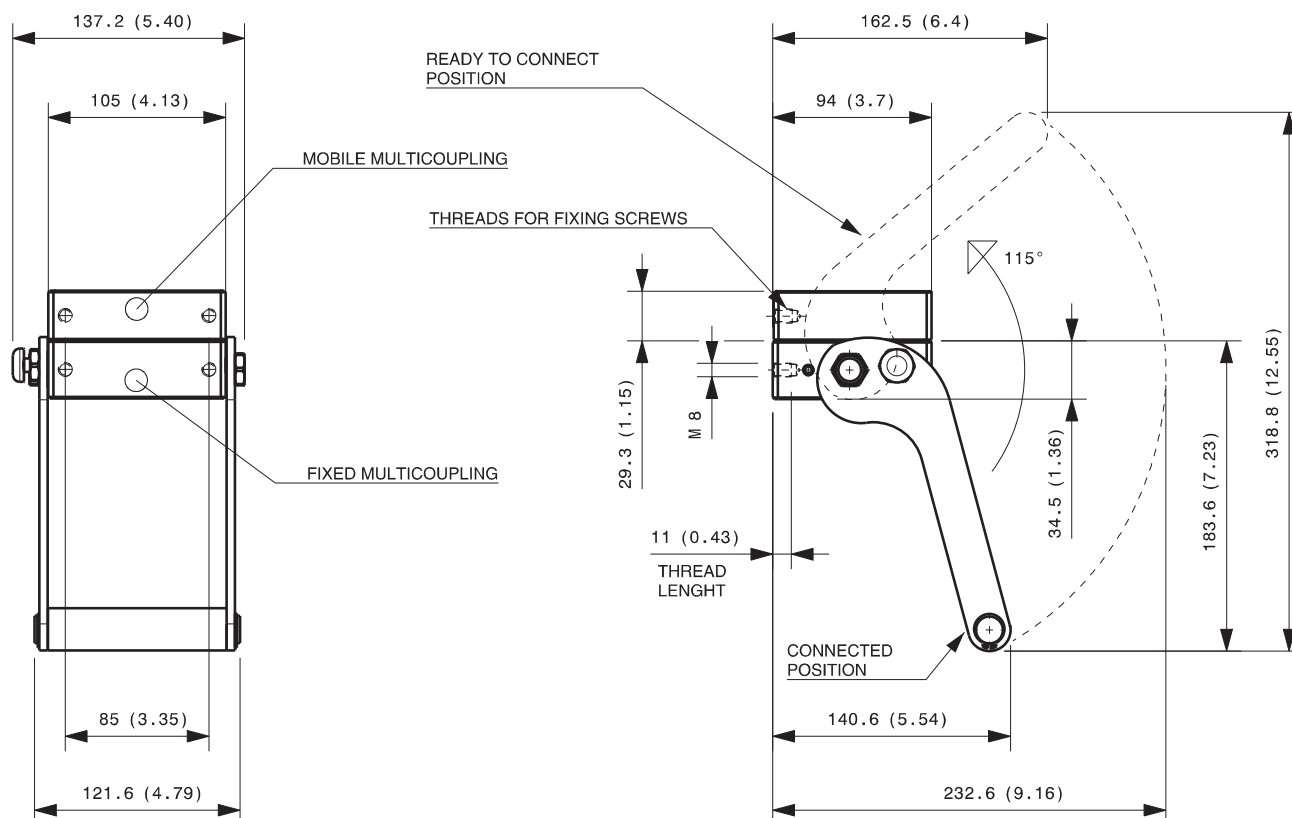 137.2 (5.40)
162.5 (6.4)
READY TO CONNECT
POSITION
105 (4.13)
94 (3.7)
MOBILE MULTICOUPLING
THREADS FOR FIXING SCREWS
115°
318.8 (12.55)
29.3 (1.15)
M 8
34.5 (1.36)
183.6 (7.23)
FIXED MULTICOUPLING
11 (0.43)
THREAD
LENGHT
CONNECTED
POSITION
85 (3.35)
140.6 (5.54)
121.6 (4.79)
232.6 (9.16)